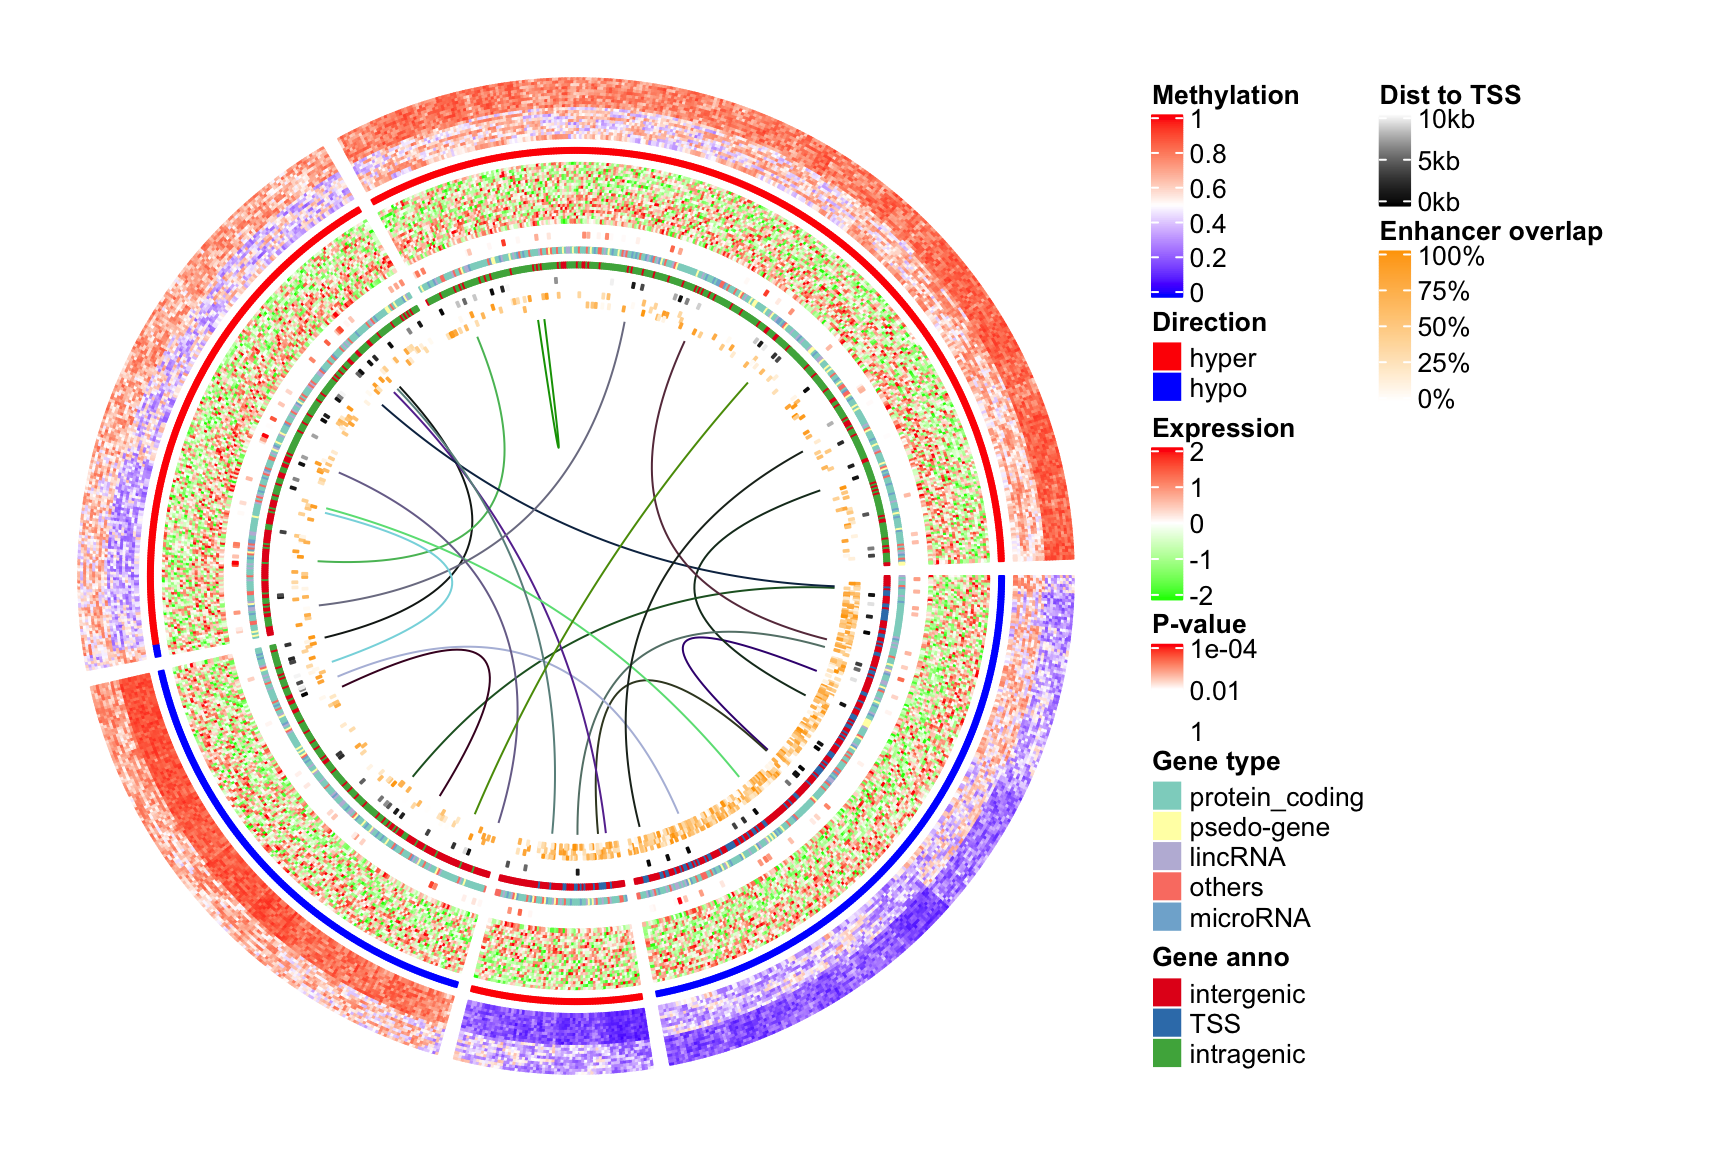 Methylation
1
0.8
0.6
0.4
0.2
0
Direction
hyper
hypo
Expression
2
1
0
-1
-2
P-value
1e-04
0.01
1
Gene type
protein_coding
psedo-gene
lincRNA
others
microRNA
Gene anno
intergenic
TSS
intragenic
Dist to TSS
10kb
5kb
0kb
Enhancer overlap
100%
75%
50%
25%
0%